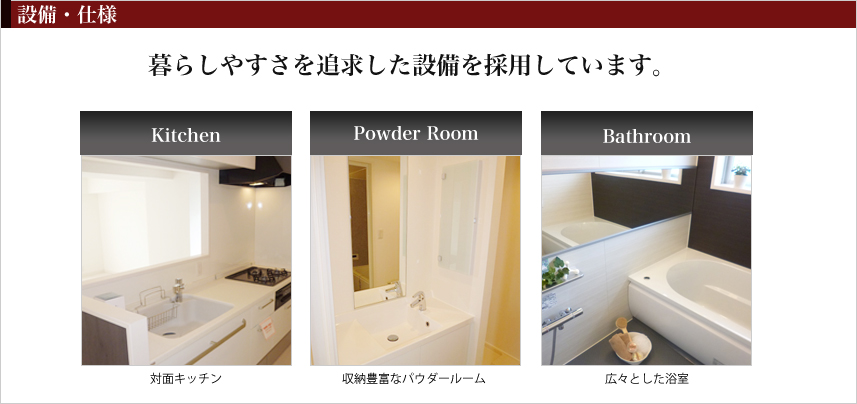 設備・仕様
暮らしやすさを追求した設備を採用しています。
Kitchen
Powder Room
Bathroom
対面キッチン
収納豊富なパウダールーム
広々とした浴室